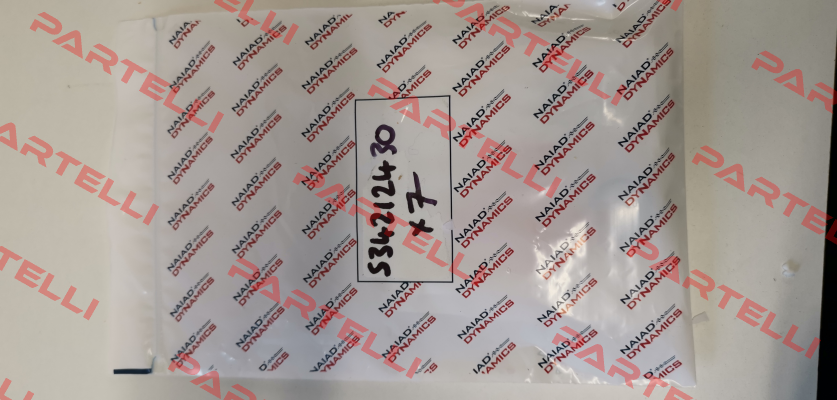 NAIAD DYNAMICS
534212430
x7
PARTELLI